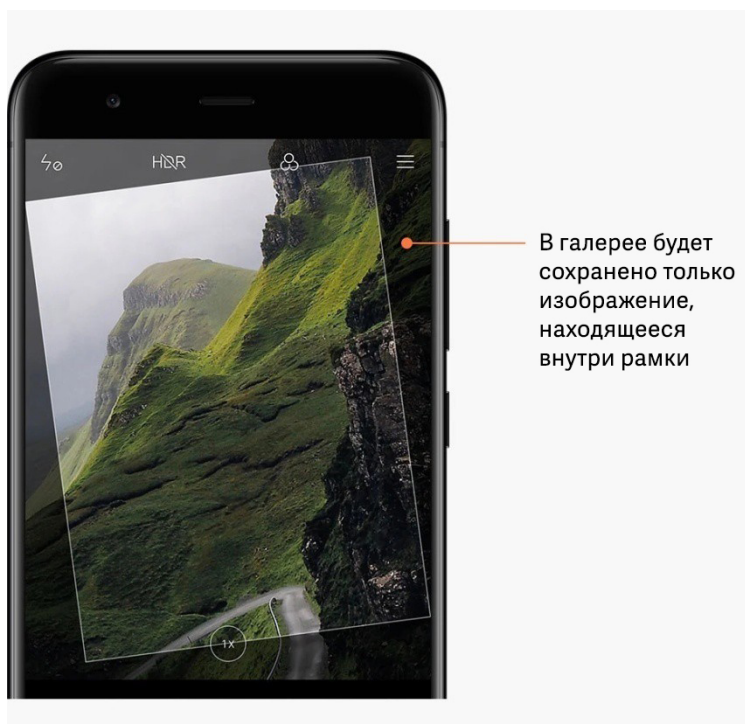 HDR
1X
В галерее будет
сохранено только
изображение,
находящееся
внутри рамки